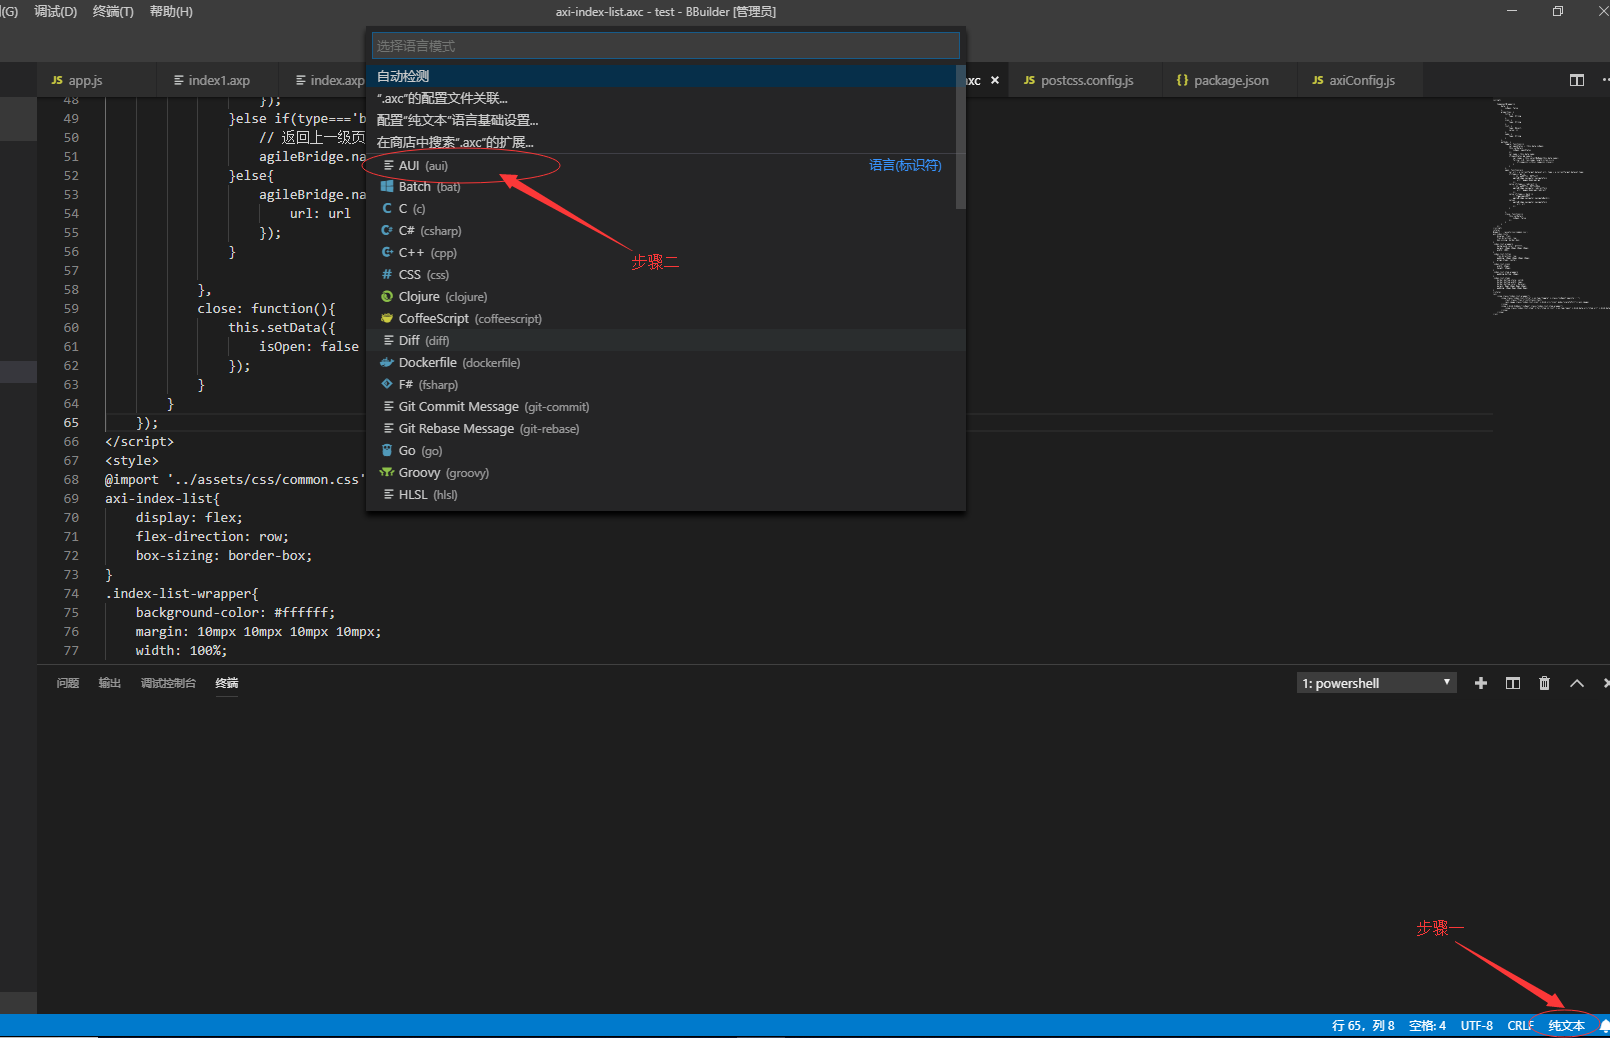 (G) 调试(D) 终端(T) 帮助(H)
axi-index-list.axc - test - BBuilder [管理员]
选择语言模式
JS app.js
index1.axp
index.axp
xc ×
JS postcss.config.js
{} package.json
JS axiConfig.js
自动检测
“.axc”的配置文件关联...
配置“纯文本”语言基础设置...
在商店中搜索“.axc”的扩展...
AUI (aui)
语言(标识符)
Batch (bat)
C (c)
C# (csharp)
C++ (cpp)
CSS (css)
Clojure (clojure)
CoffeeScript (coffeescript)
Diff (diff)
Dockerfile (dockerfile)
F# (fsharp)
Git Commit Message (git-commit)
Git Rebase Message (git-rebase)
Go (go)
Groovy (groovy)
HLSL (hlsl)
步骤二
48 });
49 }else if(type==='b
50 // 返回上一级页
51 agileBridge.na
52 }else{
53 agileBridge.na
54 url: url
55 });
56 }
57
58 },
59 close: function(){
60 this.setData({
61 isOpen: false
62 });
63 }
64 }
65 });
66 </script>
67 <style>
68 @import '../assets/css/common.css'
69 axi-index-list{
70 display: flex;
71 flex-direction: row;
72 box-sizing: border-box;
73 }
74 .index-list-wrapper{
75 background-color: #ffffff;
76 margin: 10mpx 10mpx 10mpx 10mpx;
77 width: 100%;
问题 输出 调试控制台 终端
1: powershell
步骤一
行 65，列 8 空格: 4 UTF-8 CRLF 纯文本